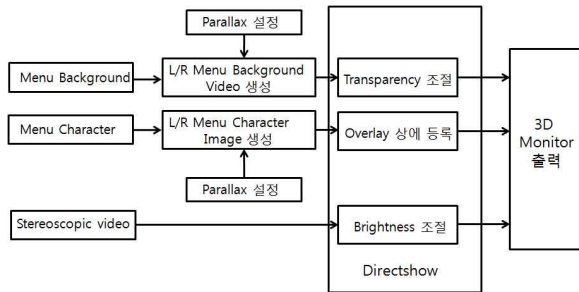 Parallax 설정
Menu Background
L/R Menu Background
Video 생성
Transparency 조절
Menu Character
L/R Menu Character
Image 생성
Overlay 상에 등록
3D
Monitor
출력
Parallax 설정
Stereoscopic video
Brightness 조절
Directshow